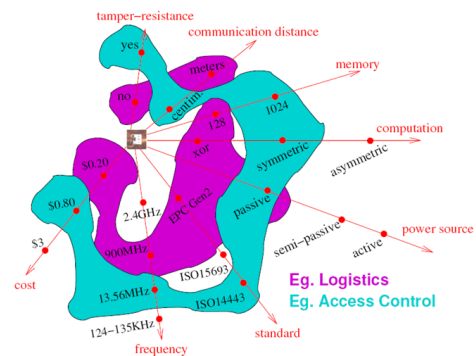 tamper-resistance
yes
communication distance
meters
memory
no
centim.
1024
128
computation
xor
symmetric
asymmetric
$0.20
EPC Gen2
passive
$0.80
2.4GHz
semi-passive
active
power source
$3
900MHz
ISO15693
cost
13.56MHz
ISO14443
Eg. Logistics
Eg. Access Control
124-135KHz
standard
frequency